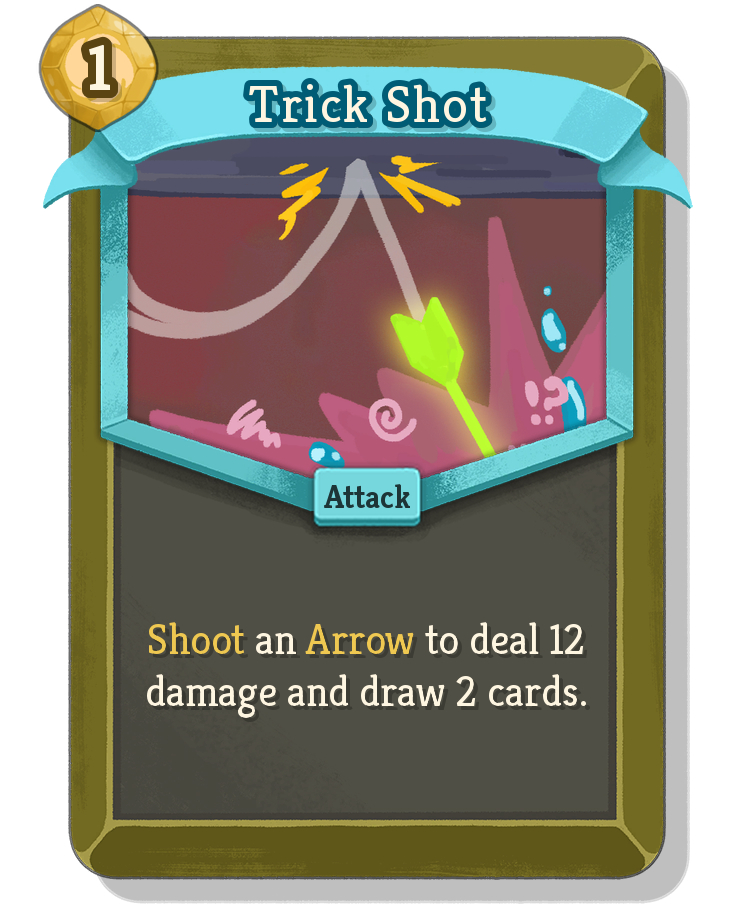 1
Trick Shot
!?
Attack
Shoot an Arrow to deal 12
damage and draw 2 cards.